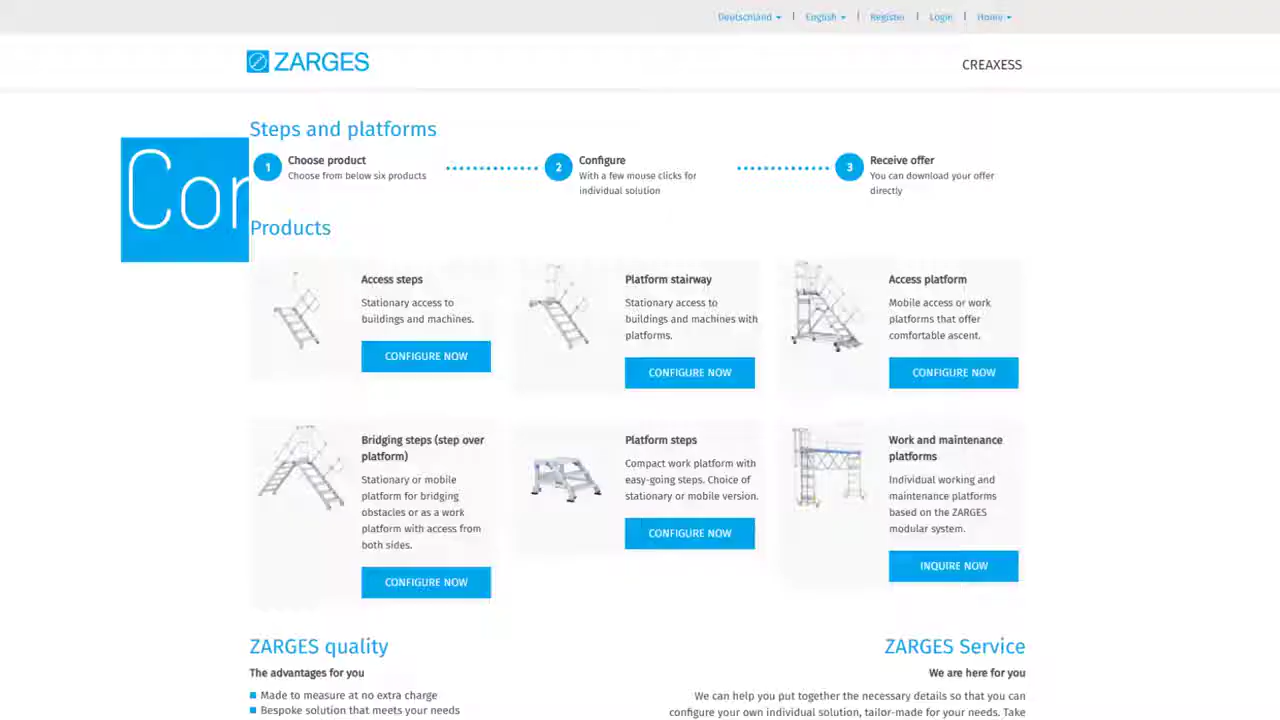 Deutschland | English | Register | Login | Home
ZARGES
CREAXESS
Steps and platforms
1 Choose product
Choose from below six products
2 Configure
With a few mouse clicks for
individual solution
3 Receive offer
You can download your offer
directly
Con
Products
Access steps
Stationary access to
buildings and machines.
CONFIGURE NOW
Platform stairway
Stationary access to
buildings and machines with
platforms.
CONFIGURE NOW
Access platform
Mobile access or work
platforms that offer
comfortable ascent.
CONFIGURE NOW
Bridging steps (step over
platform)
Stationary or mobile
platform for bridging
obstacles or as a work
platform with access from
both sides.
CONFIGURE NOW
Platform steps
Compact work platform with
easy-going steps. Choice of
stationary or mobile version.
CONFIGURE NOW
Work and maintenance
platforms
Individual working and
maintenance platforms
based on the ZARGES
modular system.
INQUIRE NOW
ZARGES quality
The advantages for you
Made to measure at no extra charge
Bespoke solution that meets your needs
ZARGES Service
We are here for you
We can help you put together the necessary details so that you can
configure your own individual solution, tailor-made for your needs. Take